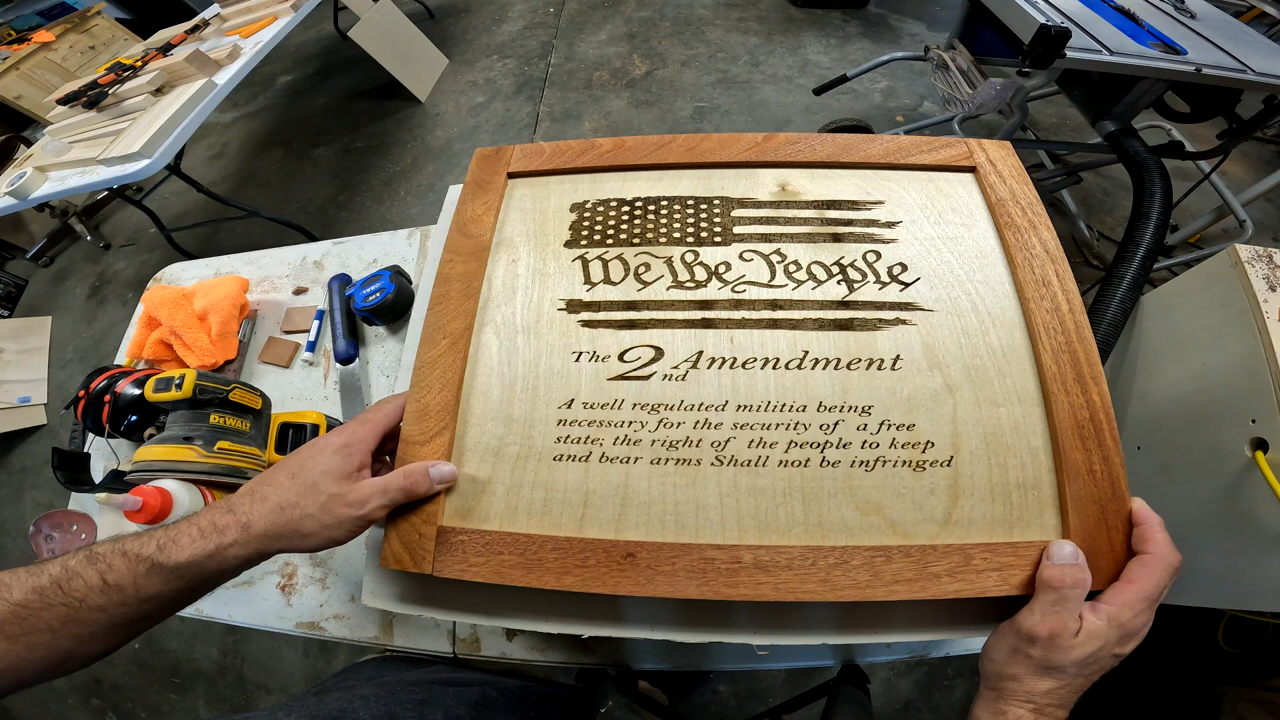 We The People
The 2nd Amendment
A well regulated militia being
necessary for the security of a free
state; the right of the people to keep
and bear arms Shall not be infringed
DEWALT